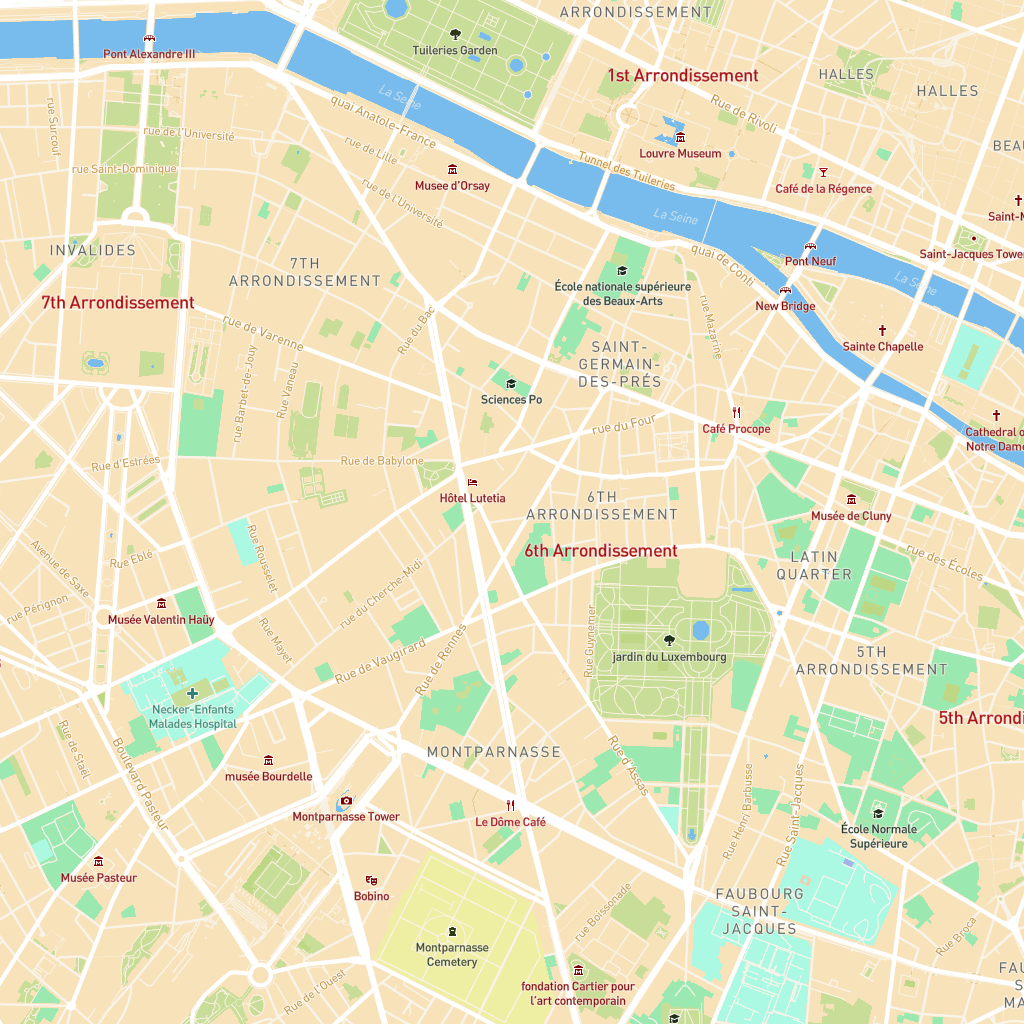 ARRONDISSEMENT
Pont Alexandre III
Tuileries Garden
1st Arrondissement
HALLES
HALLES
La Seine
rue Surcouf
quai Anatole-France
Rue de Rivoli
rue de l'Université
rue de Lille
Louvre Museum
BEAU
rue Saint-Dominique
Musee d'Orsay
Tunnel des Tuileries
Café de la Régence
rue de l'Université
La Seine
Saint-M
INVALIDES
7TH
ARRONDISSEMENT
quai de Conti
Pont Neuf
Saint-Jacques Tower
École nationale supérieure
des Beaux-Arts
La Seine
7th Arrondissement
New Bridge
rue de Varenne
Rue du Bac
rue Mazarine
Sainte Chapelle
SAINT-
GERMAIN-
DES-PRÉS
rue Barbet-de-Jouy
Rue Vaneau
Sciences Po
rue du Four
Café Procope
Cathedral o
Notre Dame
Rue d'Estrées
Rue de Babylone
Hôtel Lutetia
6TH
ARRONDISSEMENT
Musée de Cluny
Avenue de Saxe
Rue Eblé
Rue Rousselet
6th Arrondissement
LATIN
QUARTER
rue des Écoles
rue Pérignon
Musée Valentin Haüy
rue du Cherche-Midi
Rue Mayet
Rue de Vaugirard
Rue de Rennes
Rue Guynemer
jardin du Luxembourg
5TH
ARRONDISSEMENT
Necker-Enfants
Malades Hospital
5th Arrondi
Rue de Staël
Boulevard Pasteur
MONTPARNASSE
Rue d'Assas
musée Bourdelle
Montparnasse Tower
Le Dôme Café
Rue Henri Barbusse
Rue Saint-Jacques
École Normale
Supérieure
Musée Pasteur
Bobino
rue Boissonade
FAUBOURG
SAINT-
JACQUES
Montparnasse
Cemetery
Rue Broca
Rue de l'Ouest
fondation Cartier pour
l'art contemporain
FAU
S
MA